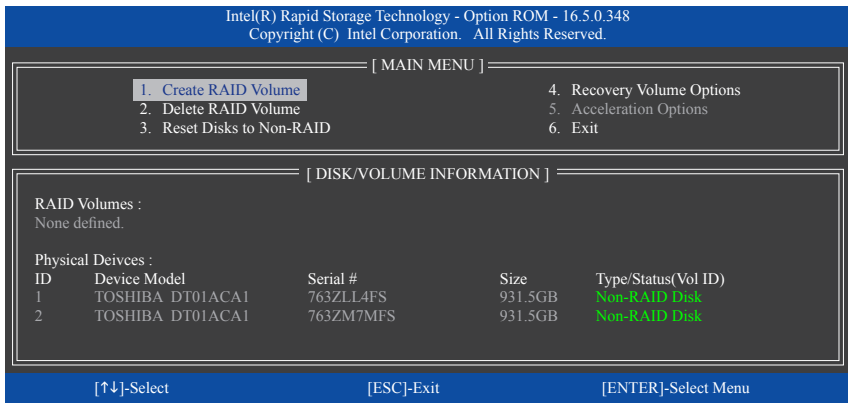 Intel(R) Rapid Storage Technology - Option ROM - 16.5.0.348
Copyright (C) Intel Corporation. All Rights Reserved.
[ MAIN MENU ]
1. Create RAID Volume
2. Delete RAID Volume
3. Reset Disks to Non-RAID
4. Recovery Volume Options
5. Acceleration Options
6. Exit
[ DISK/VOLUME INFORMATION ]
RAID Volumes :
None defined.
Physical Deivces :
ID Device Model Serial # Size Type/Status(Vol ID)
1 TOSHIBA DT01ACA1 763ZLL4FS 931.5GB Non-RAID Disk
2 TOSHIBA DT01ACA1 763ZM7MFS 931.5GB Non-RAID Disk
[↑↓]-Select [ESC]-Exit [ENTER]-Select Menu